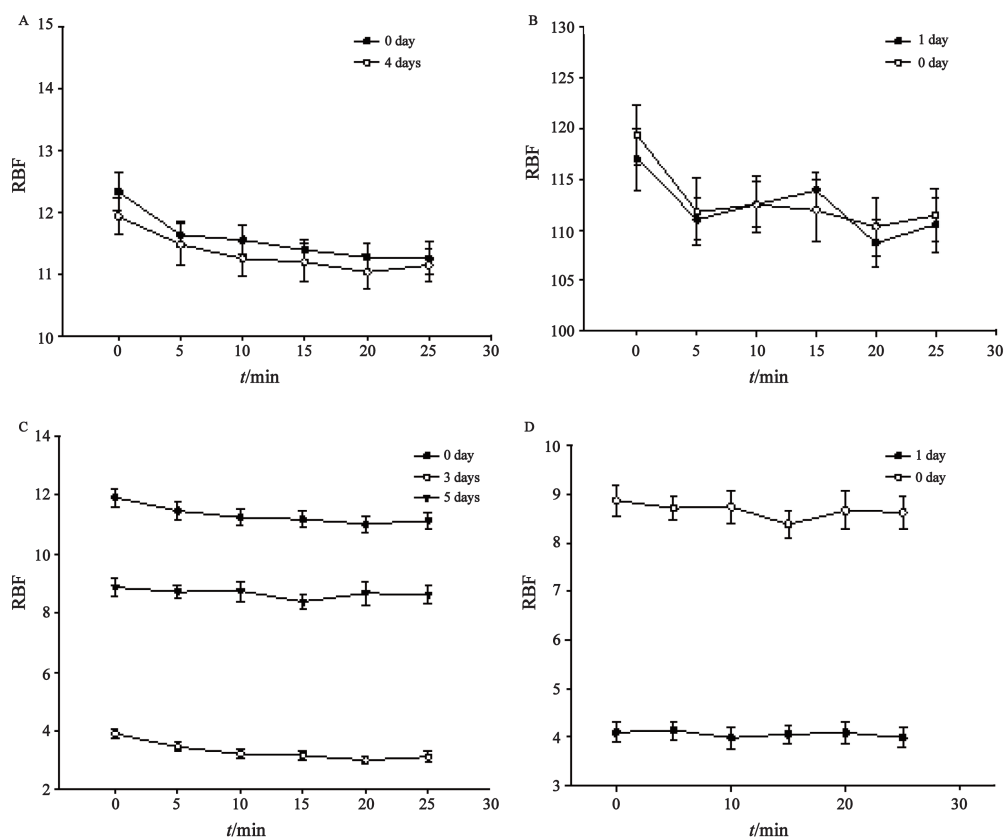 A
15
14
13
12
11
10
RBF
0 day
4 days
0 5 10 15 20 25 30
t/min
B
130
125
120
115
110
105
100
RBF
1 day
0 day
0 5 10 15 20 25 30
t/min
C
14
12
10
8
6
4
2
RBF
0 day
3 days
5 days
0 5 10 15 20 25 30
t/min
D
10
9
8
7
6
5
4
3
RBF
1 day
0 day
0 10 20 30
t/min